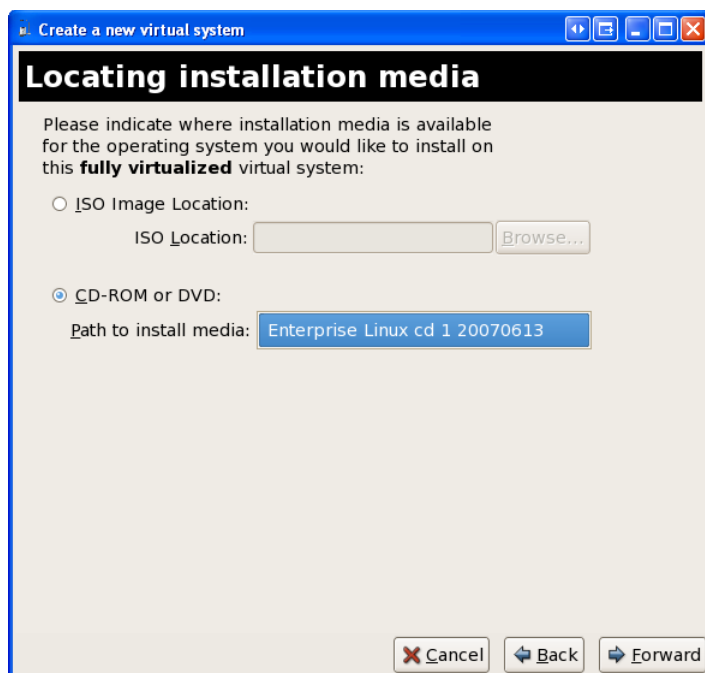 Create a new virtual system
Locating installation media
Please indicate where installation media is available
for the operating system you would like to install on
this fully virtualized virtual system:
ISO Image Location:
ISO Location:
Browse...
CD-ROM or DVD:
Path to install media:
Enterprise Linux cd 1 20070613
Cancel
Back
Forward